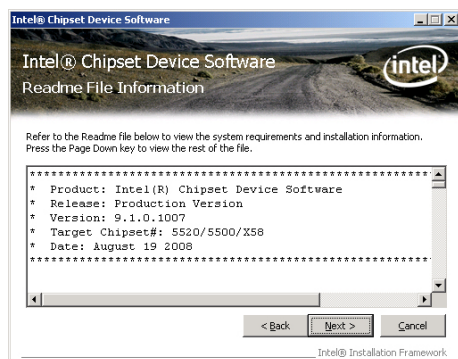 Intel® Chipset Device Software
Intel® Chipset Device Software
Readme File Information
intel
Refer to the Readme file below to view the system requirements and installation information.
Press the Page Down key to view the rest of the file.
************************************************************
* Product: Intel(R) Chipset Device Software
* Release: Production Version
* Version: 9.1.0.1007
* Target Chipset#: 5520/5500/X58
* Date: August 19 2008
************************************************************
< Back
Next >
Cancel
Intel® Installation Framework